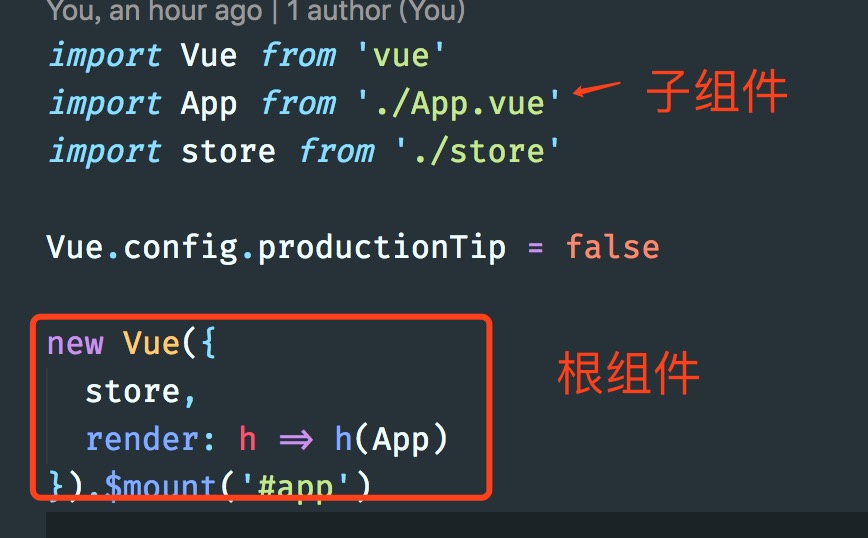 You, an hour ago | 1 author (You)
import Vue from 'vue'
import App from './App.vue'
子组件
import store from './store'
Vue.config.productionTip = false
new Vue({
store,
根组件
render: h => h(App)
}).$mount('#app')